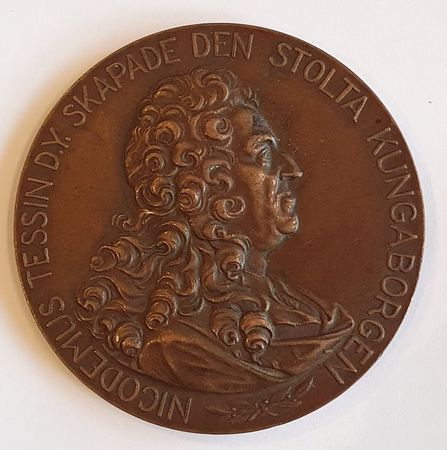 NICODEMUS TESSIN D.Y. SKAPADE DEN STOLTA KUNGABORGEN